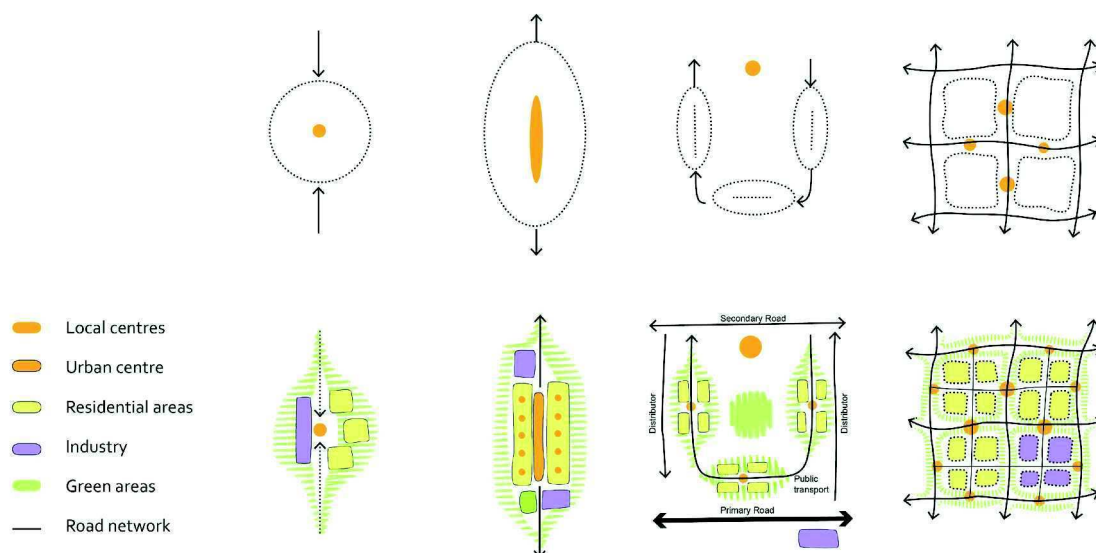 Local centres
Urban centre
Residential areas
Industry
Green areas
Road network
Secondary Road
Distributor
Distributor
Public
transport
Primary Road